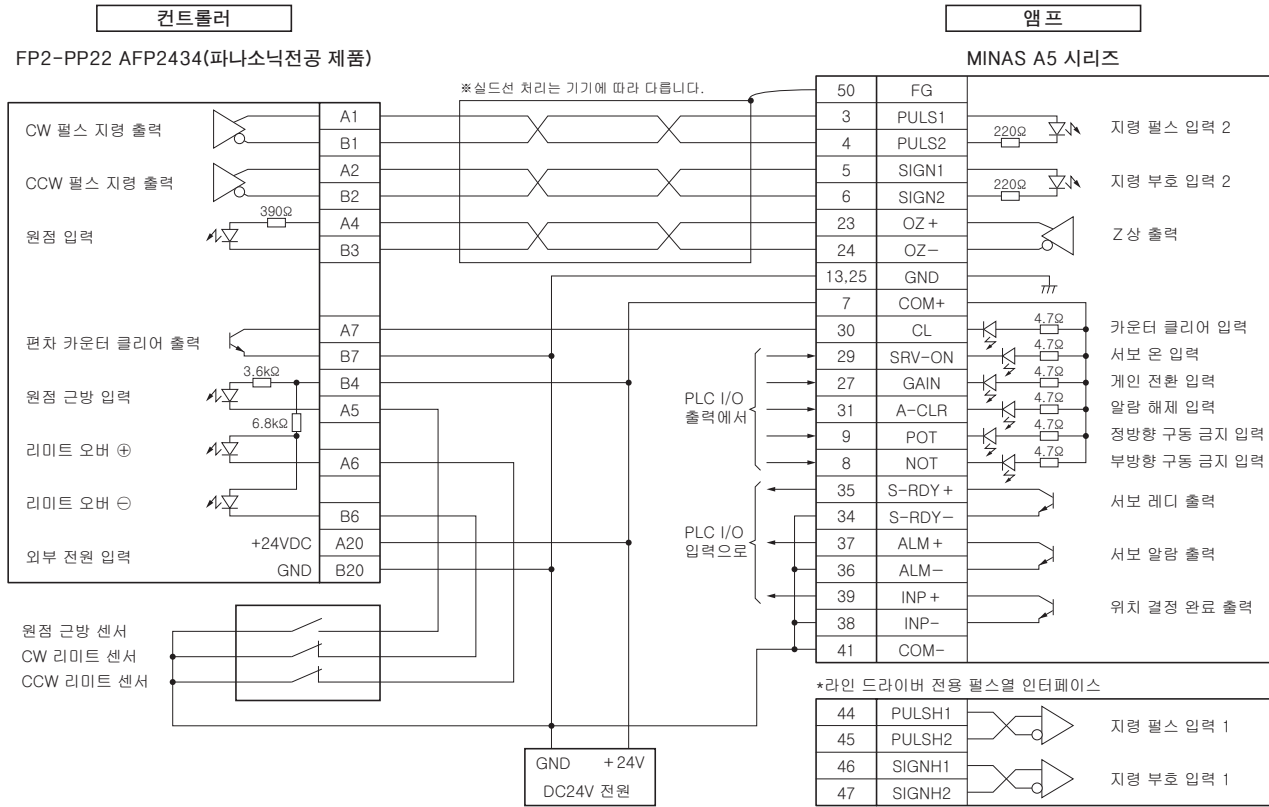 컨트롤러
FP2-PP22 AFP2434(파나소닉전공 제품)
CW 펄스 지령 출력
CCW 펄스 지령 출력
390Ω
원점 입력
편차 카운터 클리어 출력
3.6kΩ
원점 근방 입력
6.8kΩ
리미트 오버 ⊕
리미트 오버 ⊖
외부 전원 입력
+24VDC
GND
A1
B1
A2
B2
A4
B3
A7
B7
B4
A5
A6
B6
A20
B20
원점 근방 센서
CW 리미트 센서
CCW 리미트 센서
※실드선 처리는 기기에 따라 다릅니다.
PLC I/O
출력에서
PLC I/O
입력으로
GND +24V
DC24V 전원
앰프
MINAS A5 시리즈
50 FG
3 PULS1
4 PULS2
220Ω
지령 펄스 입력 2
5 SIGN1
6 SIGN2
220Ω
지령 부호 입력 2
23 OZ+
24 OZ-
Z상 출력
13,25 GND
7 COM+
30 CL 4.7Ω 카운터 클리어 입력
29 SRV-ON 4.7Ω 서보 온 입력
27 GAIN 4.7Ω 게인 전환 입력
31 A-CLR 4.7Ω 알람 해제 입력
9 POT 4.7Ω 정방향 구동 금지 입력
8 NOT 4.7Ω 부방향 구동 금지 입력
35 S-RDY+
34 S-RDY-
서보 레디 출력
37 ALM+
36 ALM-
서보 알람 출력
39 INP+
38 INP-
위치 결정 완료 출력
41 COM-
*라인 드라이버 전용 펄스열 인터페이스
44 PULSH1
45 PULSH2
지령 펄스 입력 1
46 SIGNH1
47 SIGNH2
지령 부호 입력 1